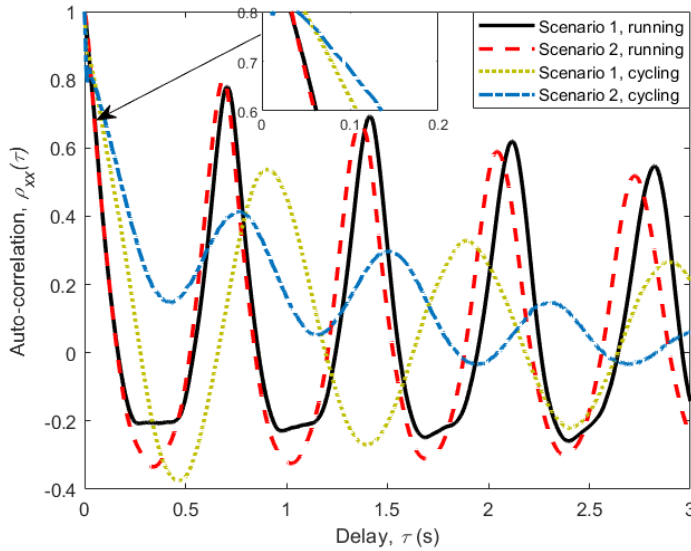 1
0.8
0.6
0.4
0.2
0
-0.2
-0.4
Auto-correlation, ρxx(τ)
0 0.5 1 1.5 2 2.5 3
Delay, τ (s)
0.8
0.7
0.6
0 0.1 0.2
Scenario 1, running
Scenario 2, running
Scenario 1, cycling
Scenario 2, cycling